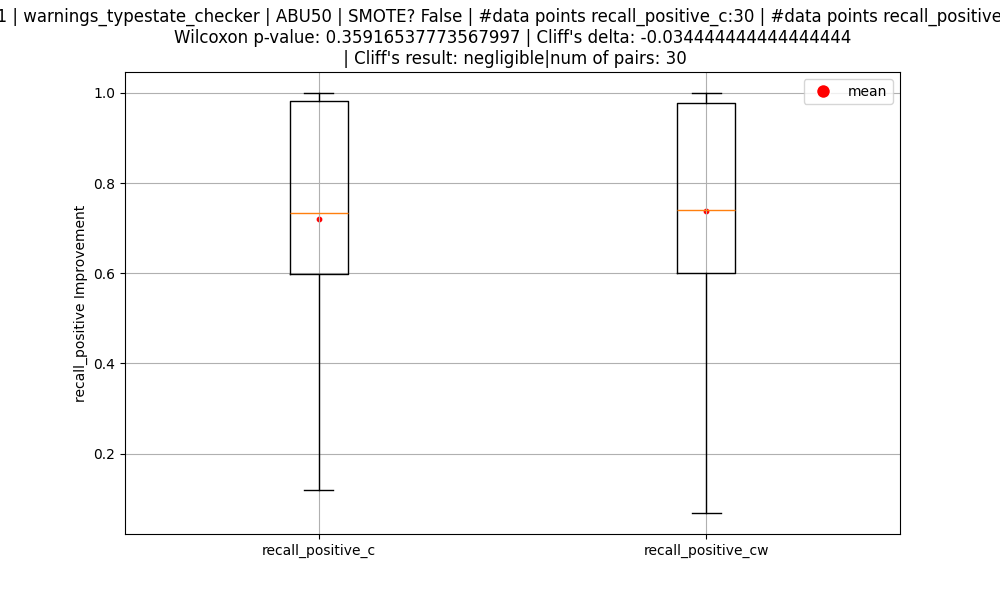 1 | warnings_typestate_checker | ABU50 | SMOTE? False | #data points recall_positive_c:30 | #data points recall_positive
Wilcoxon p-value: 0.35916537773567997 | Cliff's delta: -0.034444444444444444
| Cliff's result: negligible|num of pairs: 30
mean
1.0
0.8
0.6
0.4
0.2
recall_positive Improvement
recall_positive_c
recall_positive_cw